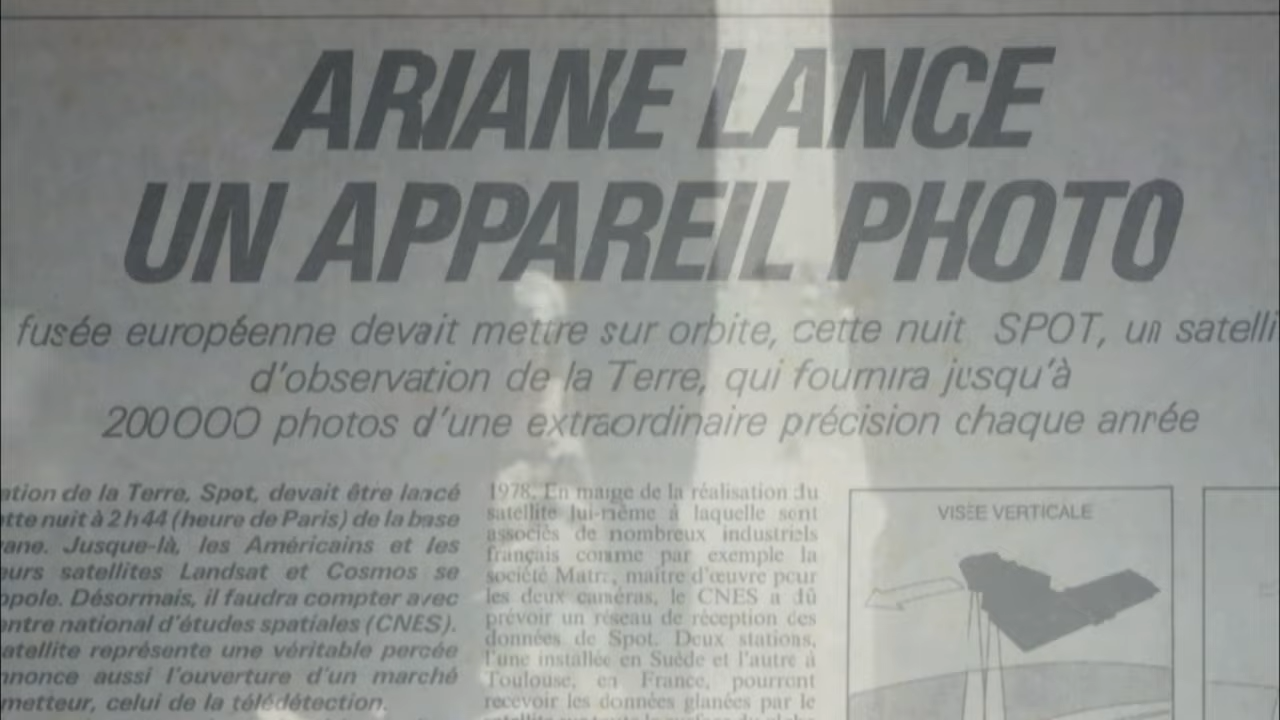 ARIANE LANCE
UN APPAREIL PHOTO
fusée européenne devait mettre sur orbite, cette nuit SPOT, un satelli
d'observation de la Terre, qui fournira jusqu'à
200000 photos d'une extraordinaire précision chaque année
ation de la Terre, Spot, devait être lancé
tte nuit à 2h44 (heure de Paris) de la base
ane. Jusque-là, les Américains et les
eurs satellites Landsat et Cosmos se
opole. Désormais, il faudra compter avec
entre national d'études spatiales (CNES).
atellite représente une véritable percée
nnonce aussi l'ouverture d'un marché
metteur, celui de la télédétection.
1978. En marge de la réalisation du
satellite lui-même à laquelle sont
associés de nombreux industriels
français comme par exemple la
société Matra, maître d'œuvre pour
les deux caméras, le CNES a dû
prévoir un réseau de réception des
données de Spot. Deux stations,
l'une installée en Suède et l'autre à
Toulouse, en France, pourront
recevoir les données glanées par le
VISEE VERTICALE